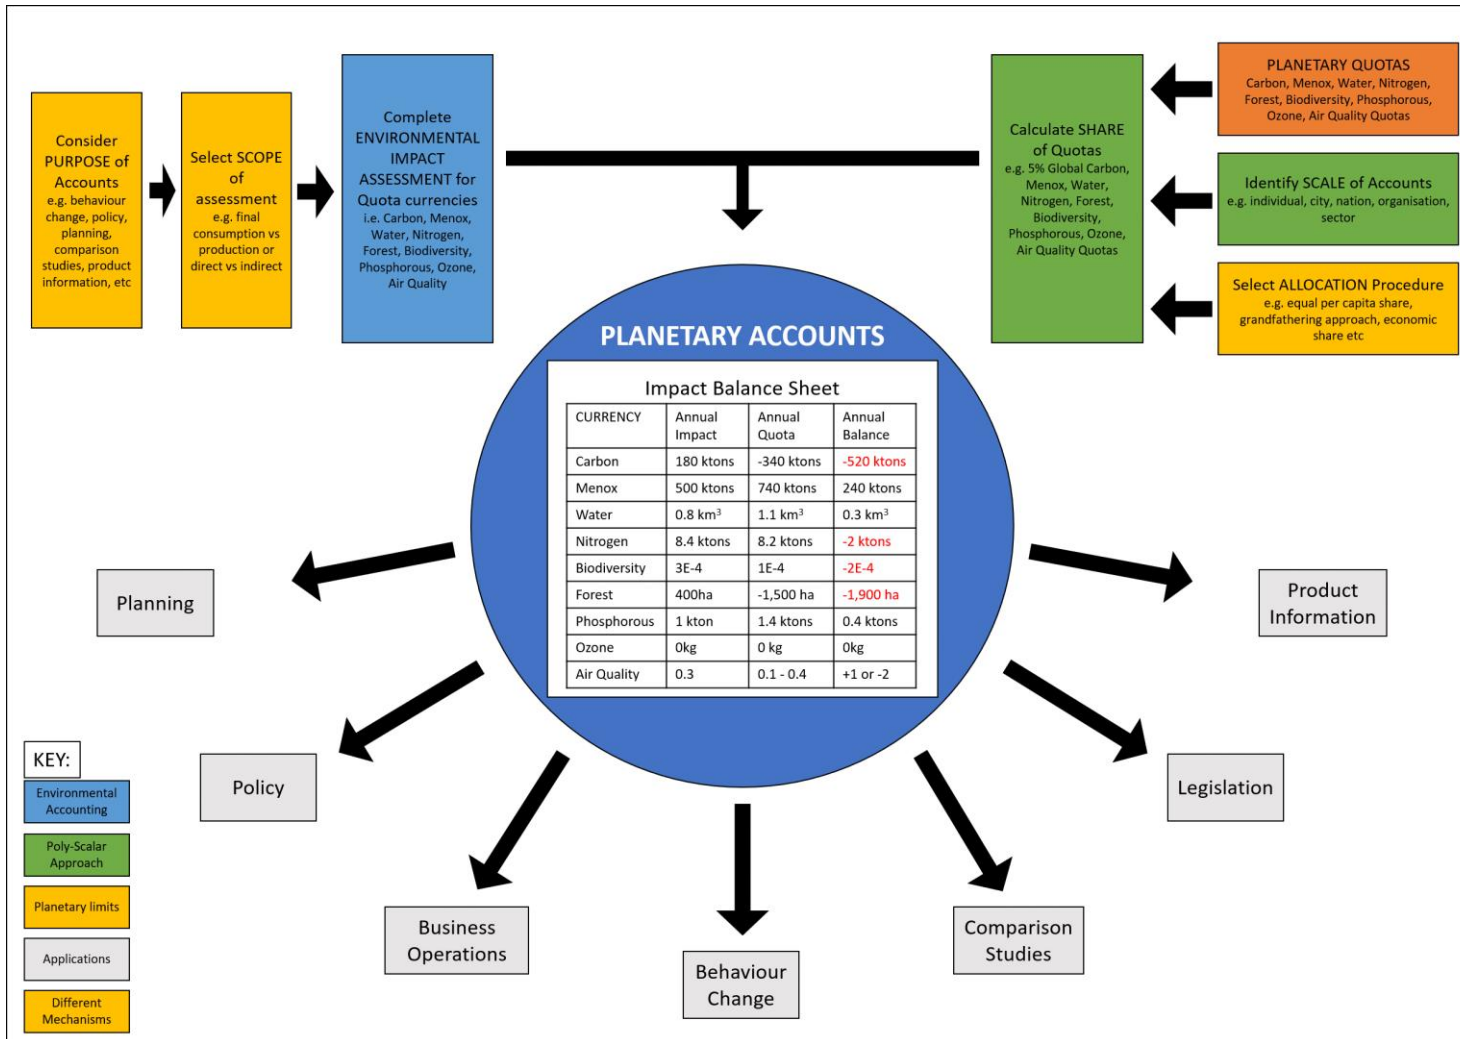 Consider
PURPOSE of
Accounts
e.g. behaviour
change, policy,
planning,
comparison
studies, product
information, etc
Select SCOPE
of
assessment
e.g. final
consumption vs
production or
direct vs indirect
Complete
ENVIRONMENTAL
IMPACT
ASSESSMENT for
Quota currencies
i.e. Carbon, Menox,
Water, Nitrogen,
Forest, Biodiversity,
Phosphorous, Ozone,
Air Quality
Calculate SHARE
of Quotas
e.g. 5% Global Carbon,
Menox, Water,
Nitrogen, Forest,
Biodiversity,
Phosphorous, Ozone,
Air Quality Quotas
PLANETARY QUOTAS
Carbon, Menox, Water, Nitrogen,
Forest, Biodiversity, Phosphorous,
Ozone, Air Quality Quotas
Identify SCALE of Accounts
e.g. individual, city, nation, organisation,
sector
Select ALLOCATION Procedure
e.g. equal per capita share,
grandfathering approach, economic
share etc
PLANETARY ACCOUNTS
Impact Balance Sheet
CURRENCY Annual Impact Annual Quota Annual Balance
Carbon 180 ktons -340 ktons -520 ktons
Menox 500 ktons 740 ktons 240 ktons
Water 0.8 km³ 1.1 km³ 0.3 km³
Nitrogen 8.4 ktons 8.2 ktons -2 ktons
Biodiversity 3E-4 1E-4 -2E-4
Forest 400ha -1,500 ha -1,900 ha
Phosphorous 1 kton 1.4 ktons 0.4 ktons
Ozone 0kg 0 kg 0kg
Air Quality 0.3 0.1 - 0.4 +1 or -2
Planning
Policy
Business
Operations
Behaviour
Change
Comparison
Studies
Legislation
Product
Information
KEY:
Environmental
Accounting
Poly-Scalar
Approach
Planetary limits
Applications
Different
Mechanisms